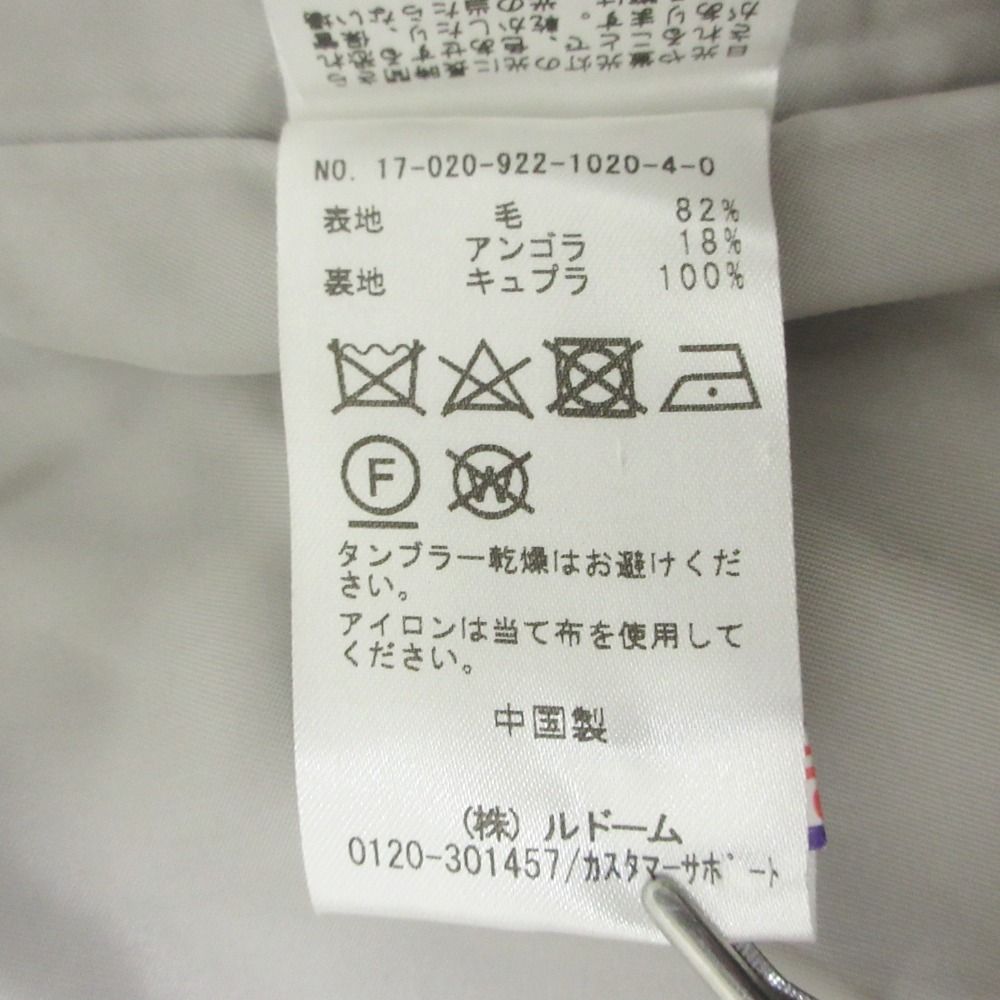 NO. 17-020-922-1020-4-0
表地 毛 82%
アンゴラ 18%
裏地 キュプラ 100%
F
W
タンブラー乾燥はお避けくだ
さい。
アイロンは当て布を使用して
ください。
中国製
(株) ルドーム
0120-301457/カスタマーサポート